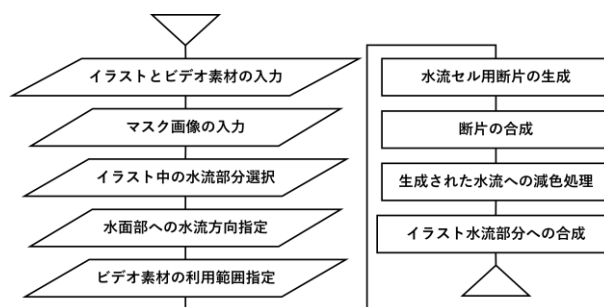 イラストとビデオ素材の入力
マスク画像の入力
イラスト中の水流部分選択
水面部への水流方向指定
ビデオ素材の利用範囲指定
水流セル用断片の生成
断片の合成
生成された水流への減色処理
イラスト水流部分への合成